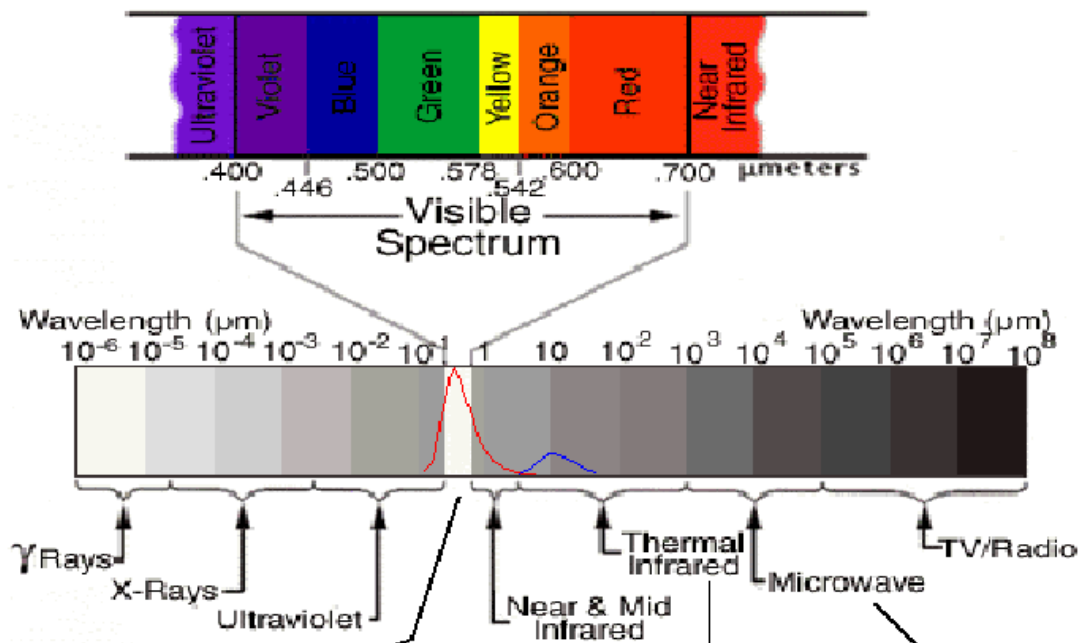 Ultraviolet
Violet
Blue
Green
Yellow
Orange
Red
Near
Infrared
.400 .500 .578 .600 .700 µmeters
.446 .542
Visible
Spectrum
Wavelength (µm) Wavelength (µm)
10⁻⁶ 10⁻⁵ 10⁻⁴ 10⁻³ 10⁻² 10⁻¹ 1 10 10² 10³ 10⁴ 10⁵ 10⁶ 10⁷ 10⁸
γ Rays
X-Rays
Ultraviolet
Near & Mid
Infrared
Thermal
Infrared
Microwave
TV/Radio